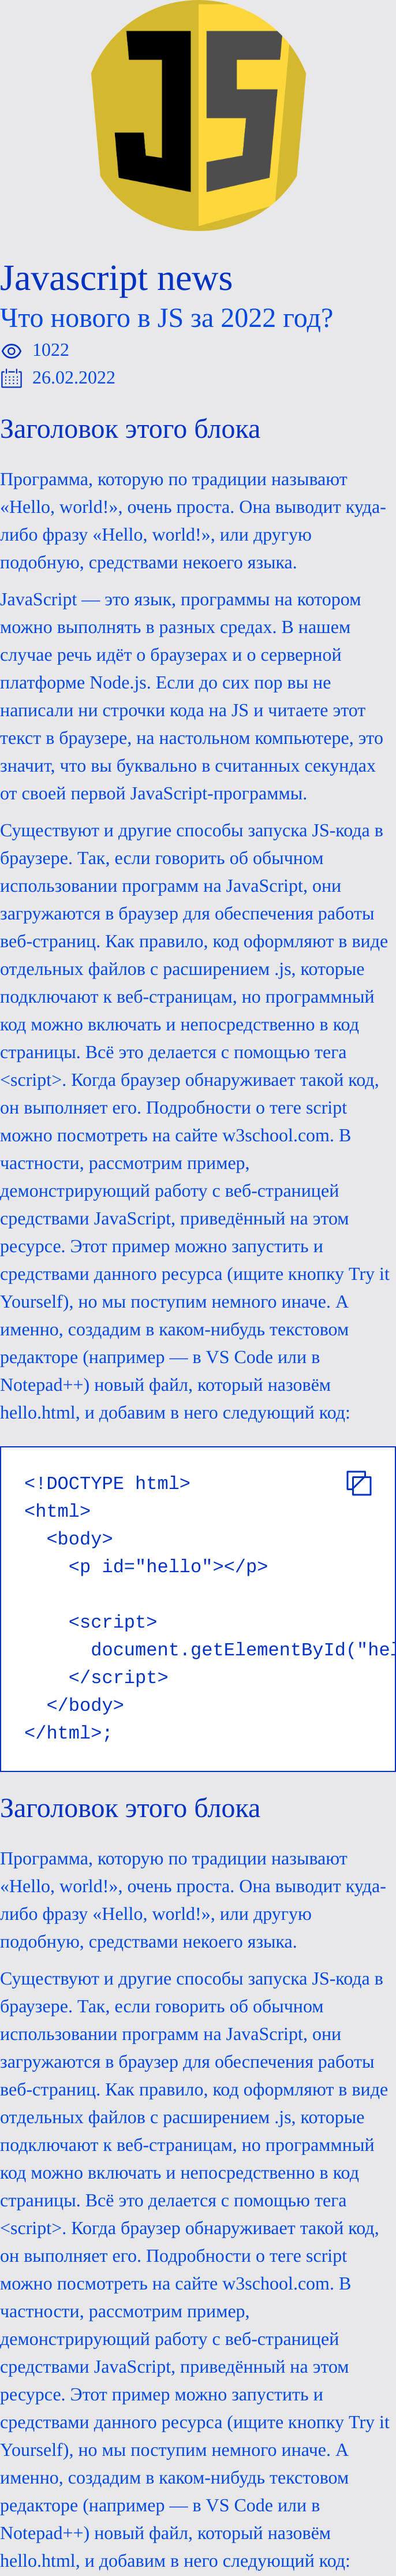 JS
Javascript news
Что нового в JS за 2022 год?
1022
26.02.2022
Заголовок этого блока
Программа, которую по традиции называют
«Hello, world!», очень проста. Она выводит куда-
либо фразу «Hello, world!», или другую
подобную, средствами некоего языка.
JavaScript — это язык, программы на котором
можно выполнять в разных средах. В нашем
случае речь идёт о браузерах и о серверной
платформе Node.js. Если до сих пор вы не
написали ни строчки кода на JS и читаете этот
текст в браузере, на настольном компьютере, это
значит, что вы буквально в считанных секундах
от своей первой JavaScript-программы.
Существуют и другие способы запуска JS-кода в
браузере. Так, если говорить об обычном
использовании программ на JavaScript, они
загружаются в браузер для обеспечения работы
веб-страниц. Как правило, код оформляют в виде
отдельных файлов с расширением .js, которые
подключают к веб-страницам, но программный
код можно включать и непосредственно в код
страницы. Всё это делается с помощью тега
<script>. Когда браузер обнаруживает такой код,
он выполняет его. Подробности о теге script
можно посмотреть на сайте w3school.com. В
частности, рассмотрим пример,
демонстрирующий работу с веб-страницей
средствами JavaScript, приведённый на этом
ресурсе. Этот пример можно запустить и
средствами данного ресурса (ищите кнопку Try it
Yourself), но мы поступим немного иначе. А
именно, создадим в каком-нибудь текстовом
редакторе (например — в VS Code или в
Notepad++) новый файл, который назовём
hello.html, и добавим в него следующий код:
<!DOCTYPE html>
<html>
  <body>
    <p id="hello"></p>
    <script>
      document.getElementById("hel
    </script>
  </body>
</html>;
Заголовок этого блока
Программа, которую по традиции называют
«Hello, world!», очень проста. Она выводит куда-
либо фразу «Hello, world!», или другую
подобную, средствами некоего языка.
Существуют и другие способы запуска JS-кода в
браузере. Так, если говорить об обычном
использовании программ на JavaScript, они
загружаются в браузер для обеспечения работы
веб-страниц. Как правило, код оформляют в виде
отдельных файлов с расширением .js, которые
подключают к веб-страницам, но программный
код можно включать и непосредственно в код
страницы. Всё это делается с помощью тега
<script>. Когда браузер обнаруживает такой код,
он выполняет его. Подробности о теге script
можно посмотреть на сайте w3school.com. В
частности, рассмотрим пример,
демонстрирующий работу с веб-страницей
средствами JavaScript, приведённый на этом
ресурсе. Этот пример можно запустить и
средствами данного ресурса (ищите кнопку Try it
Yourself), но мы поступим немного иначе. А
именно, создадим в каком-нибудь текстовом
редакторе (например — в VS Code или в
Notepad++) новый файл, который назовём
hello.html, и добавим в него следующий код: